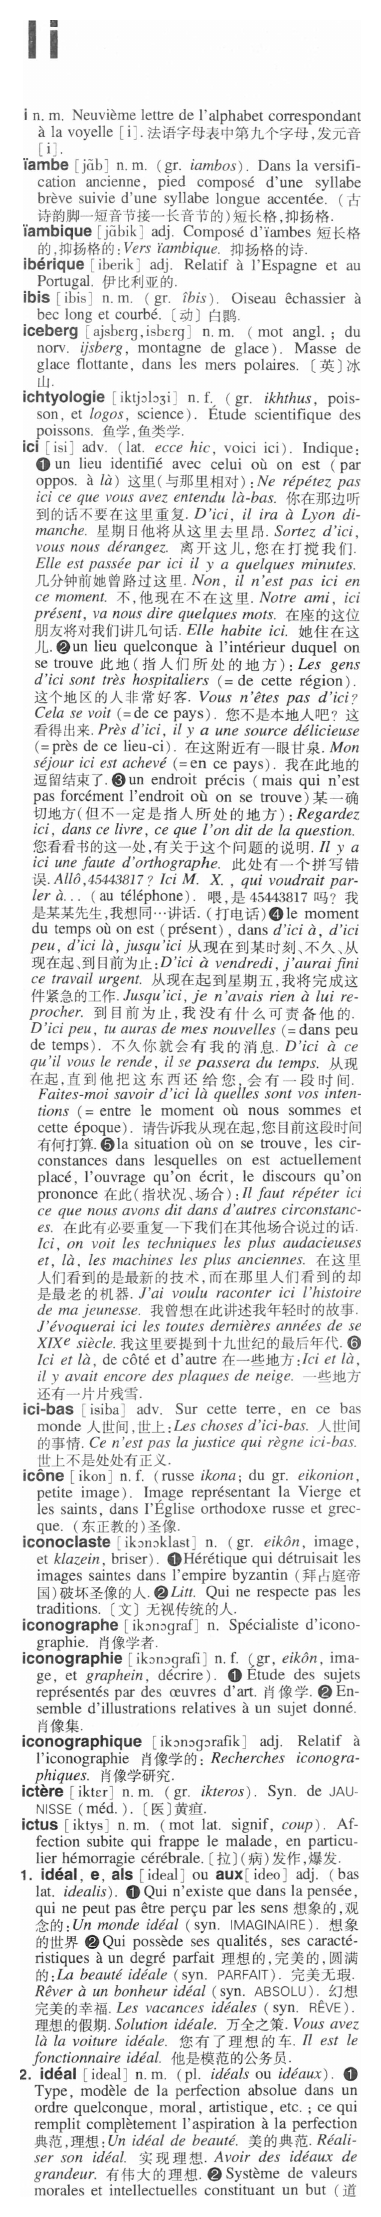 Ii
i n. m. Neuvième lettre de l'alphabet correspondant
à la voyelle [i]. 法语字母表中第九个字母,发元音
[i].
ïambe [jɑ̃b] n. m. (gr. iambos). Dans la versifi-
cation ancienne, pied composé d'une syllabe
brève suivie d'une syllabe longue accentée. (古
诗韵脚一短音节接一长音节的)短长格,抑扬格.
ïambique [jɑ̃bik] adj. Composé d'ïambes 短长格
的,抑扬格的:Vers ïambique. 抑扬格的诗.
ibérique [iberik] adj. Relatif à l'Espagne et au
Portugal. 伊比利亚的.
ibis [ibis] n. m. (gr. îbis). Oiseau échassier à
bec long et courbé. 〔动〕白鹮.
iceberg [ajsbɛrg, isbɛrg] n. m. (mot angl. ; du
norv. ijsberg, montagne de glace). Masse de
glace flottante, dans les mers polaires. 〔英〕冰
山.
ichtyologie [iktjɔlɔʒi] n. f. (gr. ikhthus, pois-
son, et logos, science). Étude scientifique des
poissons. 鱼学,鱼类学.
ici [isi] adv. (lat. ecce hic, voici ici). Indique:
❶ un lieu identifié avec celui où on est (par
oppos. à là) 这里(与那里相对):Ne répétez pas
ici ce que vous avez entendu là-bas. 你在那边听
到的话不要在这里重复. D'ici, il ira à Lyon di-
manche. 星期日他将从这里去里昂. Sortez d'ici,
vous nous dérangez. 离开这儿,您在打搅我们.
Elle est passée par ici il y a quelques minutes.
几分钟前她曾路过这里. Non, il n'est pas ici en
ce moment. 不,他现在不在这里. Notre ami, ici
présent, va nous dire quelques mots. 在座的这位
朋友将对我们讲几句话. Elle habite ici. 她住在这
儿. ❷ un lieu quelconque à l'intérieur duquel on
se trouve 此地(指人们所处的地方):Les gens
d'ici sont très hospitaliers (= de cette région).
这个地区的人非常好客. Vous n'êtes pas d'ici?
Cela se voit (= de ce pays). 您不是本地人吧? 这
看得出来. Près d'ici, il y a une source délicieuse
(= près de ce lieu-ci). 在这附近有一眼甘泉. Mon
séjour ici est achevé (= en ce pays). 我在此地的
逗留结束了. ❸ un endroit précis (mais qui n'est
pas forcément l'endroit où on se trouve) 某一确
切地方(但不一定是指人所处的地方):Regardez
ici, dans ce livre, ce que l'on dit de la question.
您看看书的这一处,有关于这个问题的说明. Il y a
ici une faute d'orthographe. 此处有一个拼写错
误. Allô, 45443817? Ici M. X. , qui voudrait par-
ler à... (au téléphone). 喂,是 45443817 吗? 我
是某某先生,我想同…讲话. (打电话) ❹ le moment
du temps où on est (présent), dans d'ici à, d'ici
peu, d'ici là, jusqu'ici 从现在到某时刻、不久、从
现在起、到目前为止:D'ici à vendredi, j'aurai fini
ce travail urgent. 从现在起到星期五,我将完成这
件紧急的工作. Jusqu'ici, je n'avais rien à lui re-
procher. 到目前为止,我没有什么可责备他的.
D'ici peu, tu auras de mes nouvelles (= dans peu
de temps). 不久你就会有我的消息. D'ici à ce
qu'il vous le rende, il se passera du temps. 从现
在起,直到他把这东西还给您,会有一段时间.
Faites-moi savoir d'ici là quelles sont vos inten-
tions (= entre le moment où nous sommes et
cette époque). 请告诉我从现在起,您目前这段时间
有何打算. ❺ la situation où on se trouve, les cir-
constances dans lesquelles on est actuellement
placé, l'ouvrage qu'on écrit, le discours qu'on
prononce 在此(指状况、场合):Il faut répéter ici
ce que nous avons dit dans d'autres circonstanc-
es. 在此有必要重复一下我们在其他场合说过的话.
Ici, on voit les techniques les plus audacieuses
et, là, les machines les plus anciennes. 在这里
人们看到的是最新的技术,而在那里人们看到的却
是最老的机器. J'ai voulu raconter ici l'histoire
de ma jeunesse. 我曾想在此讲述我年轻时的故事.
J'évoquerai ici les toutes dernières années de se
XIXe siècle. 我这里要提到十九世纪的最后年代. ❻
Ici et là, de côté et d'autre 在一些地方:Ici et là,
il y avait encore des plaques de neige. 一些地方
还有一片片残雪.
ici-bas [isiba] adv. Sur cette terre, en ce bas
monde 人世间,世上:Les choses d'ici-bas. 人世间
的事情. Ce n'est pas la justice qui règne ici-bas.
世上不是处处有正义.
icône [ikon] n. f. (russe ikona; du gr. eikonion,
petite image). Image représentant la Vierge et
les saints, dans l'Église orthodoxe russe et grec-
que. (东正教的)圣像.
iconoclaste [ikɔnɔklast] n. (gr. eikôn, image,
et klazein, briser). ❶ Hérétique qui détruisait les
images saintes dans l'empire byzantin (拜占庭帝
国)破坏圣像的人. ❷ Litt. Qui ne respecte pas les
traditions. 〔文〕无视传统的人.
iconographe [ikɔnɔgraf] n. Spécialiste d'icono-
graphie. 肖像学者.
iconographie [ikɔnɔgrafi] n. f. (gr, eikôn, ima-
ge, et graphein, décrire). ❶ Étude des sujets
représentés par des œuvres d'art. 肖像学. ❷ En-
semble d'illustrations relatives à un sujet donné.
肖像集.
iconographique [ikɔnɔgɔrafik] adj. Relatif à
l'iconographie 肖像学的: Recherches iconogra-
phiques. 肖像学研究.
ictère [iktɛr] n. m. (gr. ikteros). Syn. de JAU-
NISSE (méd. ). 〔医〕黄疸.
ictus [iktys] n. m. (mot lat. signif, coup). Af-
fection subite qui frappe le malade, en particu-
lier hémorragie cérébrale. 〔拉〕(病)发作,爆发.
1. idéal, e, als [ideal] ou aux [ideo] adj. (bas
lat. idealis). ❶ Qui n'existe que dans la pensée,
qui ne peut pas être perçu par les sens 想象的,观
念的:Un monde idéal (syn. IMAGINAIRE). 想象
的世界 ❷ Qui possède ses qualités, ses caracté-
ristiques à un degré parfait 理想的,完美的,圆满
的:La beauté idéale (syn. PARFAIT). 完美无瑕.
Rêver à un bonheur idéal (syn. ABSOLU). 幻想
完美的幸福. Les vacances idéales (syn. RÊVE).
理想的假期. Solution idéale. 万全之策. Vous avez
là la voiture idéale. 您有了理想的车. Il est le
fonctionnaire idéal. 他是模范的公务员.
2. idéal [ideal] n. m. (pl. idéals ou idéaux). ❶
Type, modèle de la perfection absolue dans un
ordre quelconque, moral, artistique, etc. ; ce qui
remplit complètement l'aspiration à la perfection
典范,理想:Un idéal de beauté. 美的典范. Réali-
ser son idéal. 实现理想. Avoir des idéaux de
grandeur. 有伟大的理想. ❷ Système de valeurs
morales et intellectuelles constituant un but (道